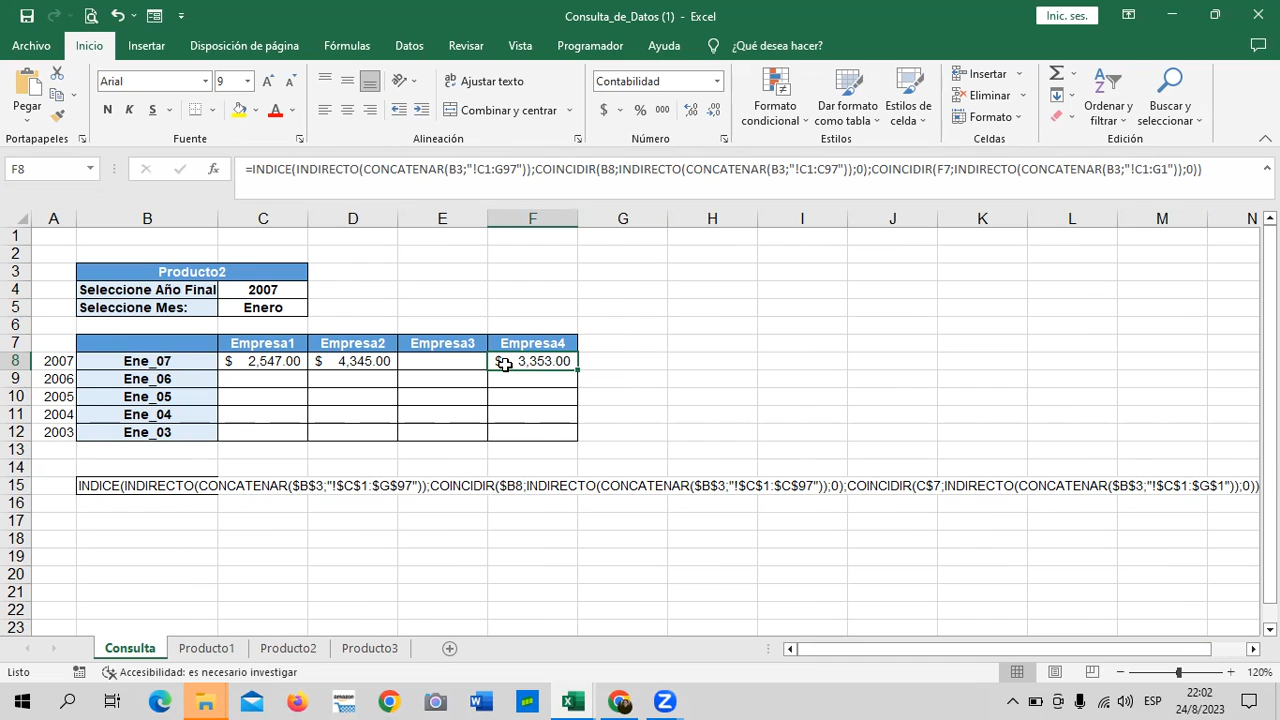 Consulta_de_Datos (1) - Excel
Inic. ses.
Archivo Inicio Insertar Disposición de página Fórmulas Datos Revisar Vista Programador Ayuda ¿Qué desea hacer?
Pegar
Arial 9
Ajustar texto
Contabilidad
N K S
Combinar y centrar
$ % 000
Formato condicional
Dar formato como tabla
Estilos de celda
Insertar
Eliminar
Formato
Ordenar y filtrar
Buscar y seleccionar
Portapapeles Fuente Alineación Número Estilos Celdas Edición
F8
=INDICE(INDIRECTO(CONCATENAR(B3;"!C1:G97"));COINCIDIR(B8;INDIRECTO(CONCATENAR(B3;"!C1:C97"));0);COINCIDIR(F7;INDIRECTO(CONCATENAR(B3;"!C1:G1"));0))
A B C D E F G H I J K L M N
1
2
3 Producto2
4 Seleccione Año Final 2007
5 Seleccione Mes: Enero
6
7 Empresa1 Empresa2 Empresa3 Empresa4
8 2007 Ene_07 $ 2,547.00 $ 4,345.00 $ 3,353.00
9 2006 Ene_06
10 2005 Ene_05
11 2004 Ene_04
12 2003 Ene_03
13
14
15 INDICE(INDIRECTO(CONCATENAR($B$3;"!$C$1:$G$97"));COINCIDIR($B8;INDIRECTO(CONCATENAR($B$3;"!$C$1:$C$97"));0);COINCIDIR(C$7;INDIRECTO(CONCATENAR($B$3;"!$C$1:$G$1"));0))
16
17
18
19
20
21
22
23
Consulta Producto1 Producto2 Producto3
Listo Accesibilidad: es necesario investigar 120%
ESP
22:02
24/8/2023